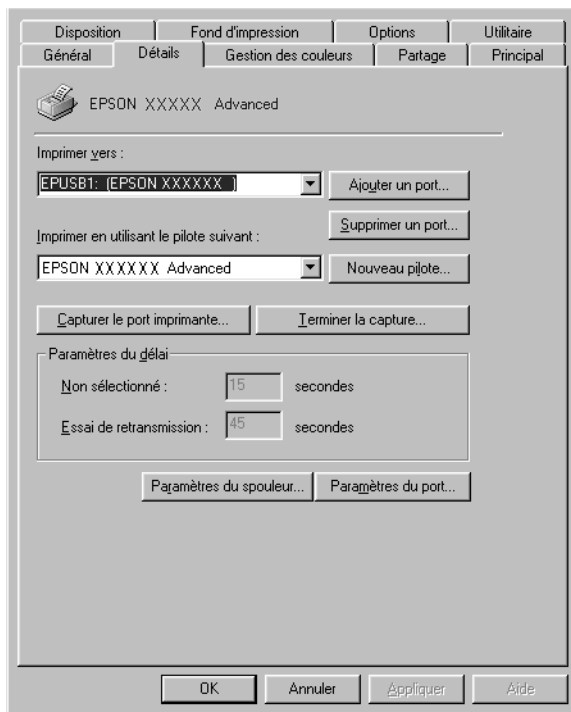 Disposition Fond d'impression Options Utilitaire
Général Détails Gestion des couleurs Partage Principal
EPSON XXXXX Advanced
Imprimer vers :
EPUSB1: (EPSON XXXXXX ) Ajouter un port...
Supprimer un port...
Imprimer en utilisant le pilote suivant :
EPSON XXXXXX Advanced Nouveau pilote...
Capturer le port imprimante... Terminer la capture...
Paramètres du délai
Non sélectionné : 15 secondes
Essai de retransmission : 45 secondes
Paramètres du spouleur... Paramètres du port...
OK Annuler Appliquer Aide